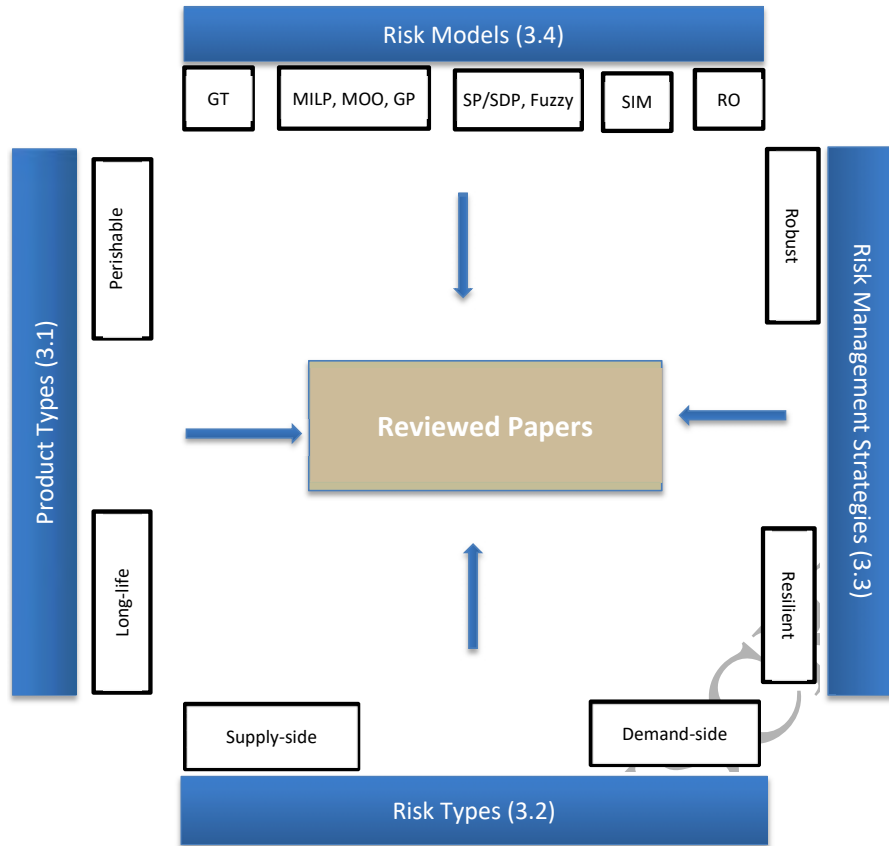 Risk Models (3.4)
GT
MILP, MOO, GP
SP/SDP, Fuzzy
SIM
RO
Product Types (3.1)
Perishable
Long-life
Reviewed Papers
Robust
Resilient
Risk Management Strategies (3.3)
Supply-side
Demand-side
Risk Types (3.2)